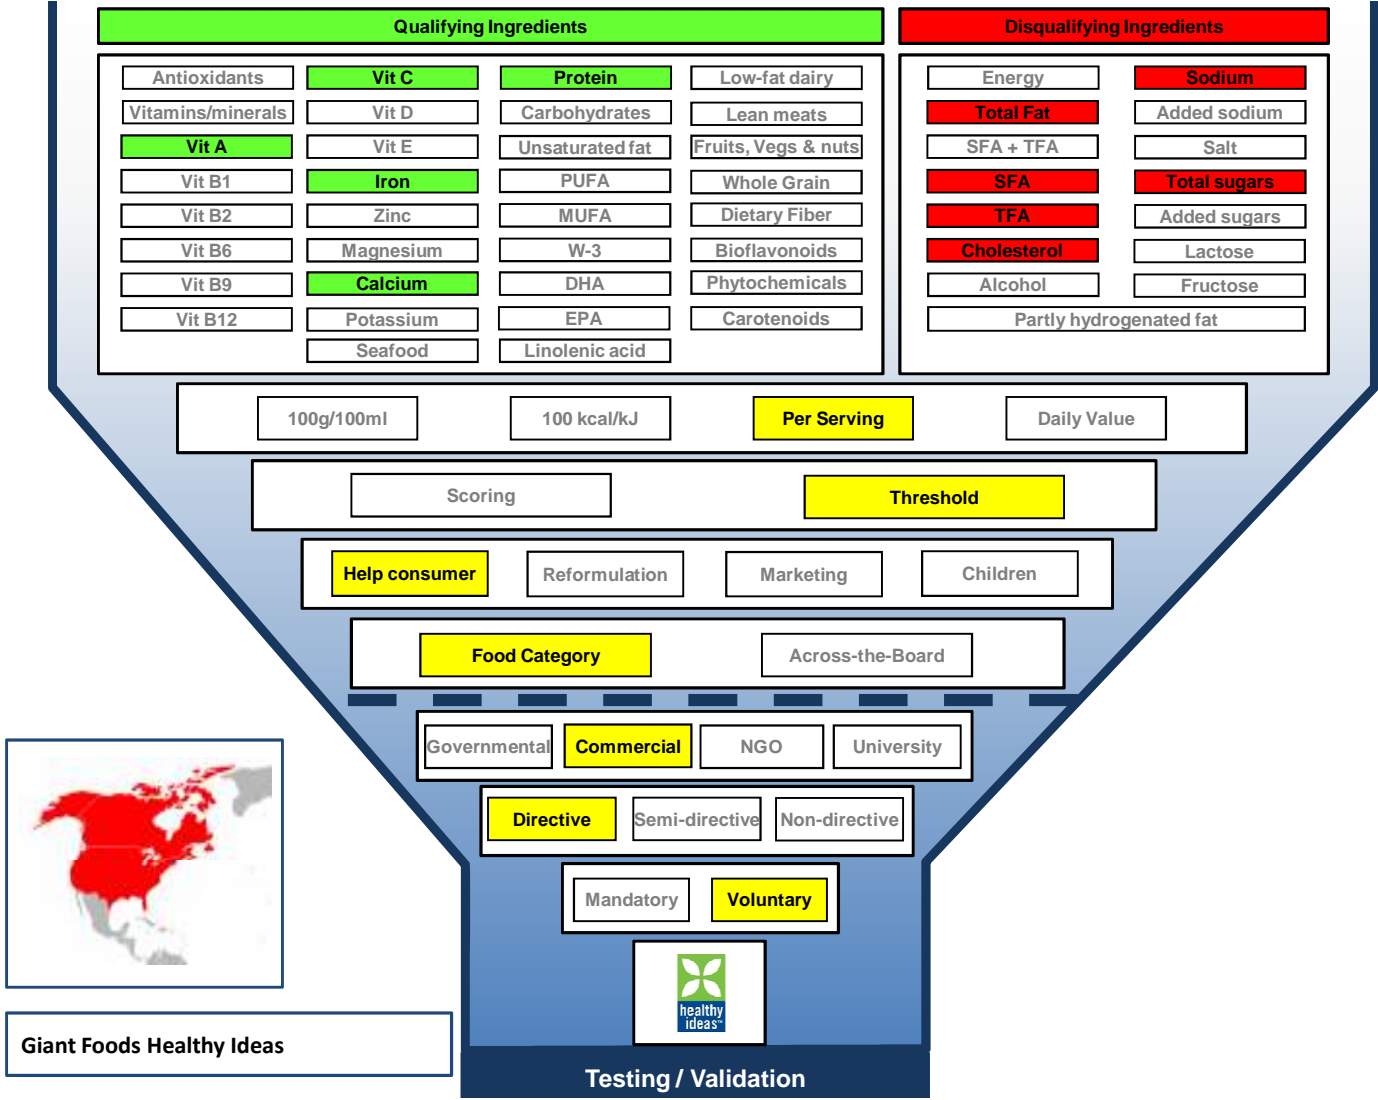 Qualifying Ingredients
Disqualifying Ingredients
Antioxidants
Vit C
Protein
Low-fat dairy
Energy
Sodium
Vitamins/minerals
Vit D
Carbohydrates
Lean meats
Total Fat
Added sodium
Vit A
Vit E
Unsaturated fat
Fruits, Vegs & nuts
SFA + TFA
Salt
Vit B1
Iron
PUFA
Whole Grain
SFA
Total sugars
Vit B2
Zinc
MUFA
Dietary Fiber
TFA
Added sugars
Vit B6
Magnesium
W-3
Bioflavonoids
Cholesterol
Lactose
Vit B9
Calcium
DHA
Phytochemicals
Alcohol
Fructose
Vit B12
Potassium
EPA
Carotenoids
Partly hydrogenated fat
Seafood
Linolenic acid
100g/100ml
100 kcal/kJ
Per Serving
Daily Value
Scoring
Threshold
Help consumer
Reformulation
Marketing
Children
Food Category
Across-the-Board
Governmental
Commercial
NGO
University
Directive
Semi-directive
Non-directive
Mandatory
Voluntary
healthy
ideas™
Giant Foods Healthy Ideas
Testing / Validation